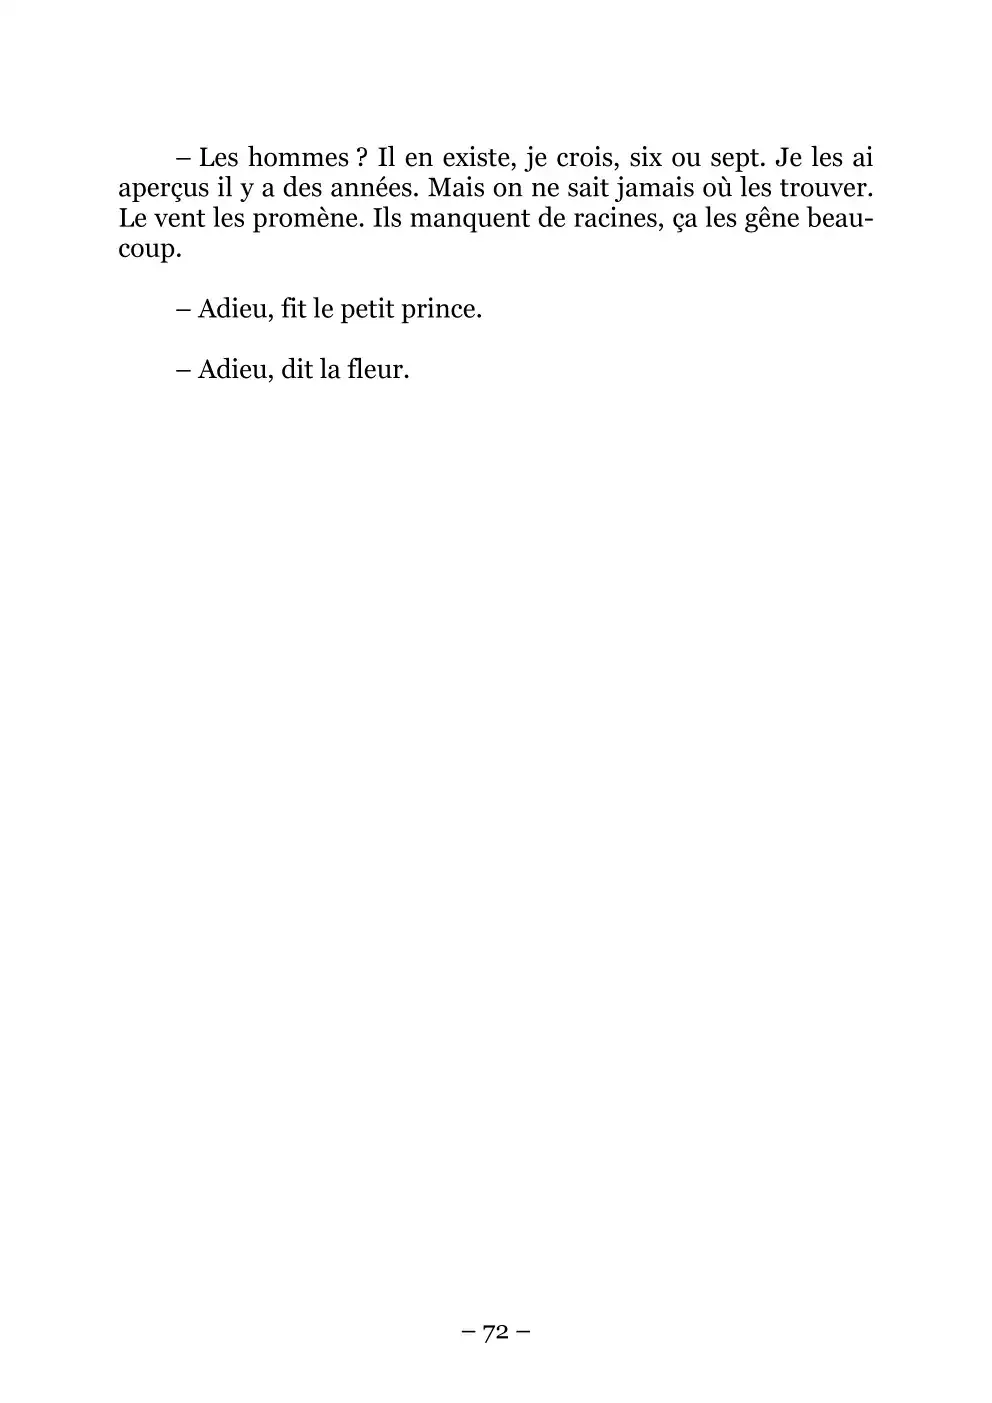 – Les hommes ? Il en existe, je crois, six ou sept. Je les ai
aperçus il y a des années. Mais on ne sait jamais où les trouver.
Le vent les promène. Ils manquent de racines, ça les gêne beau-
coup.
– Adieu, fit le petit prince.
– Adieu, dit la fleur.
– 72 –